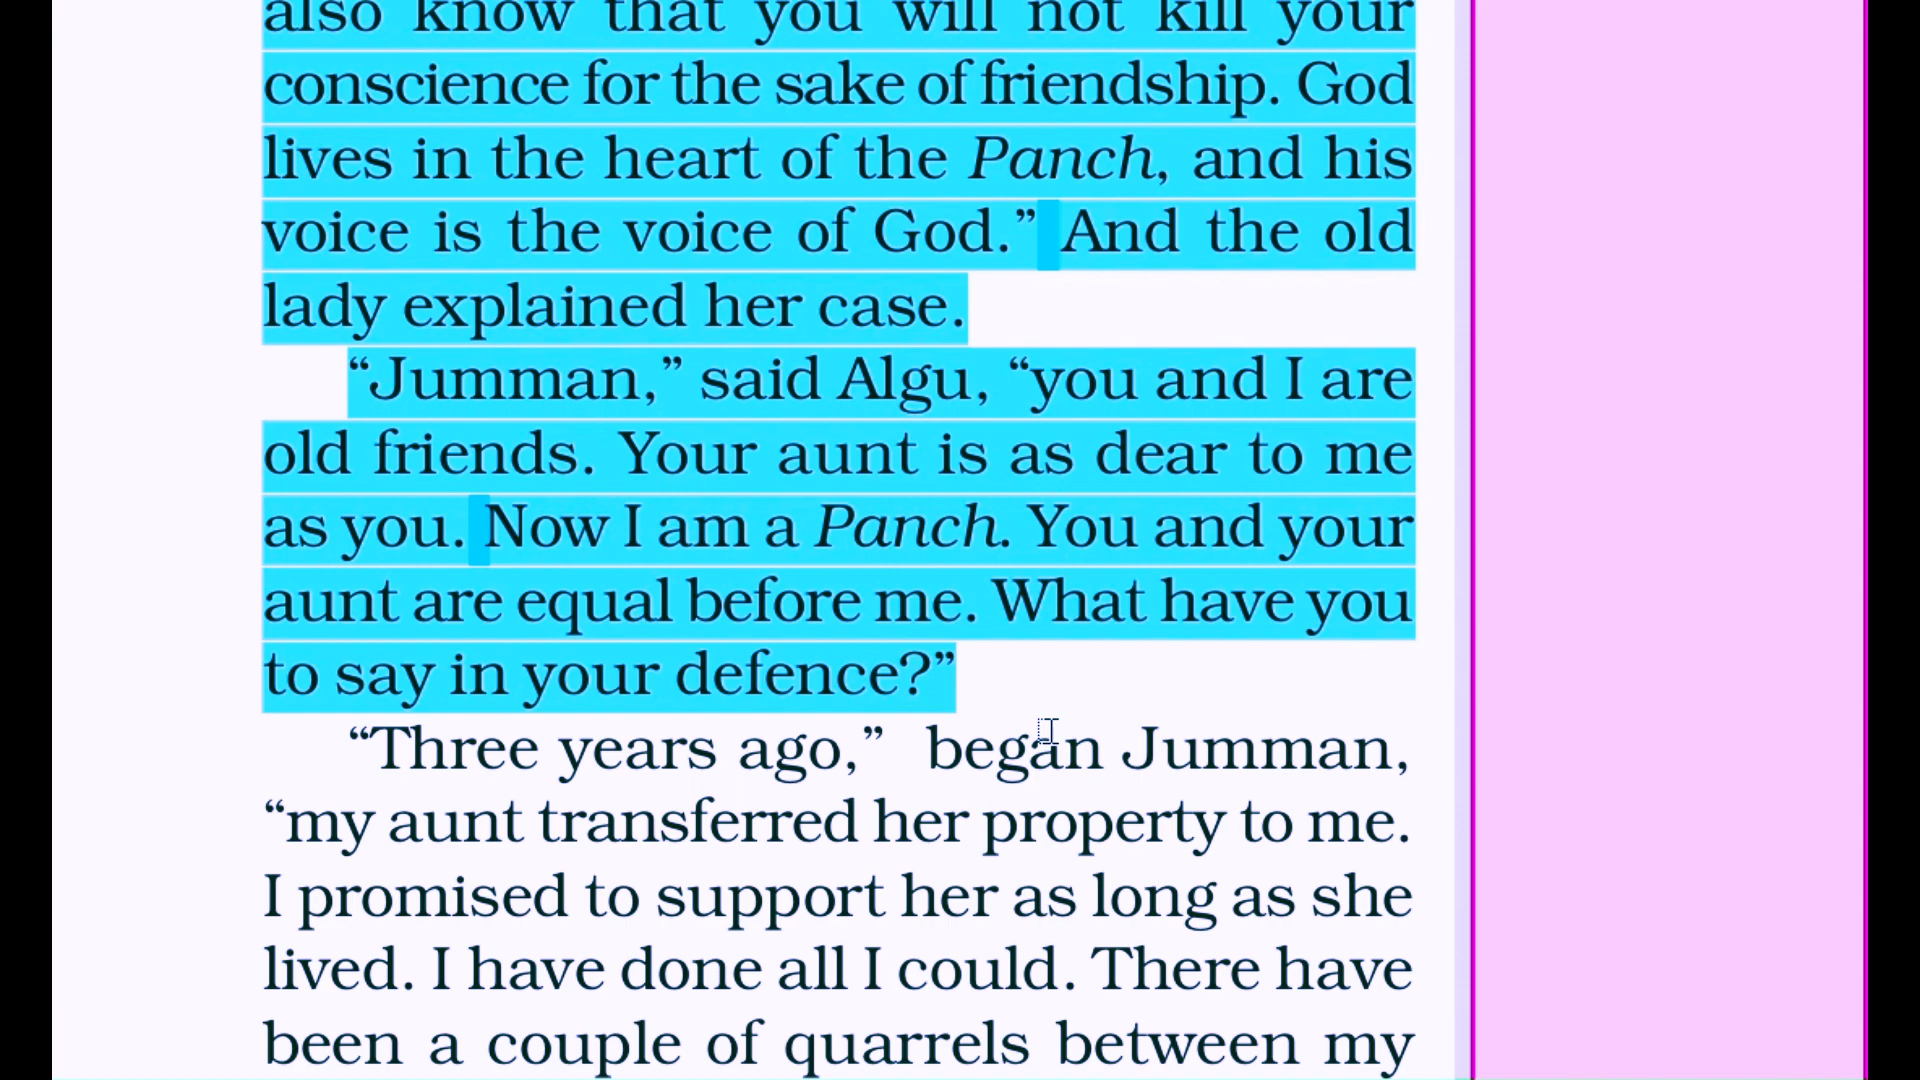 also know that you will not kill your
conscience for the sake of friendship. God
lives in the heart of the Panch, and his
voice is the voice of God.” And the old
lady explained her case.
“Jumman,” said Algu, “you and I are
old friends. Your aunt is as dear to me
as you. Now I am a Panch. You and your
aunt are equal before me. What have you
to say in your defence?”
“Three years ago,” began Jumman,
“my aunt transferred her property to me.
I promised to support her as long as she
lived. I have done all I could. There have
been a couple of quarrels between my